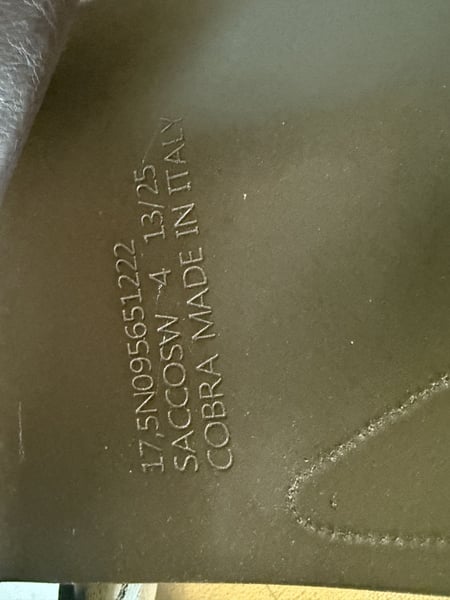 17,5N095651222
SACCOSW 4 13/25
COBRA MADE IN ITALY